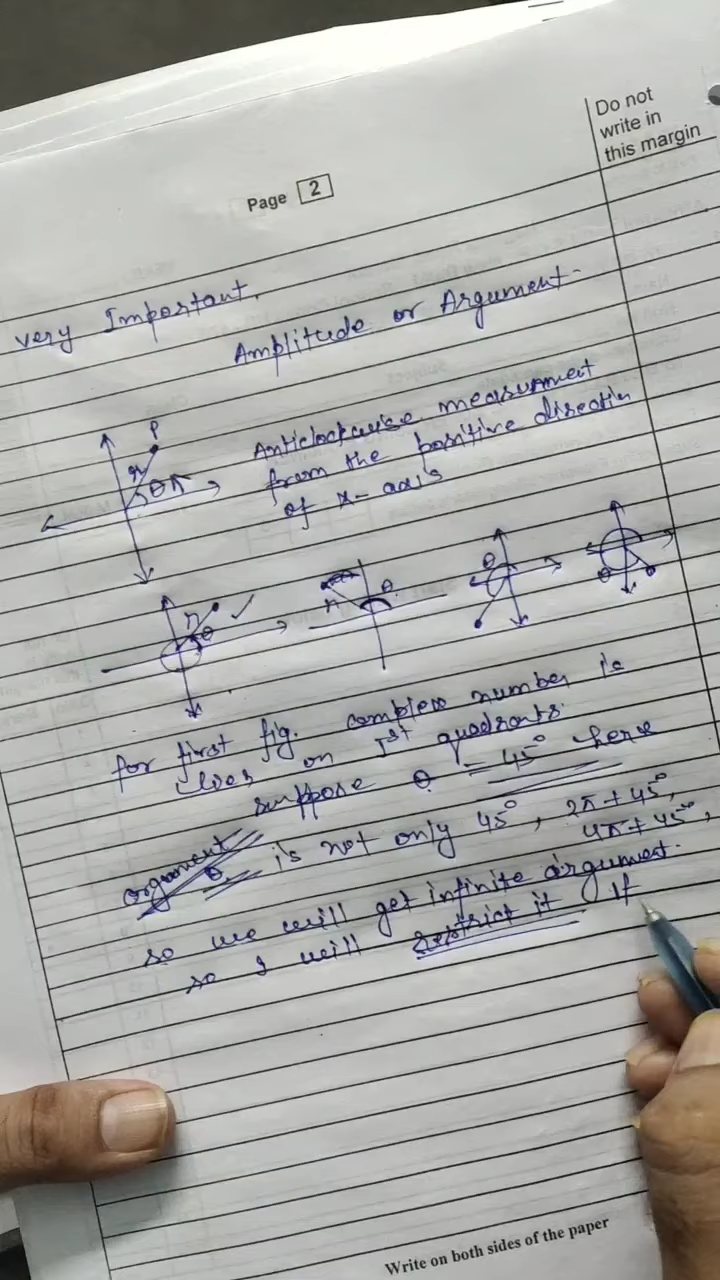 Do not
write in
this margin
Page 2
very Important.
Amplitude or Argument-
P
r
θ
Anticlockwise measurment
from the positive directin
of x- axis
r
θ
r
θ
θ
θ
for first fig. complex number is
lies on Ist quadrants.
suppose θ = 45° here
argument
θ is not only 45°, 2π+45°,
4π+45°,
so we will get infinite argument.
so I will restrict it If
Write on both sides of the paper